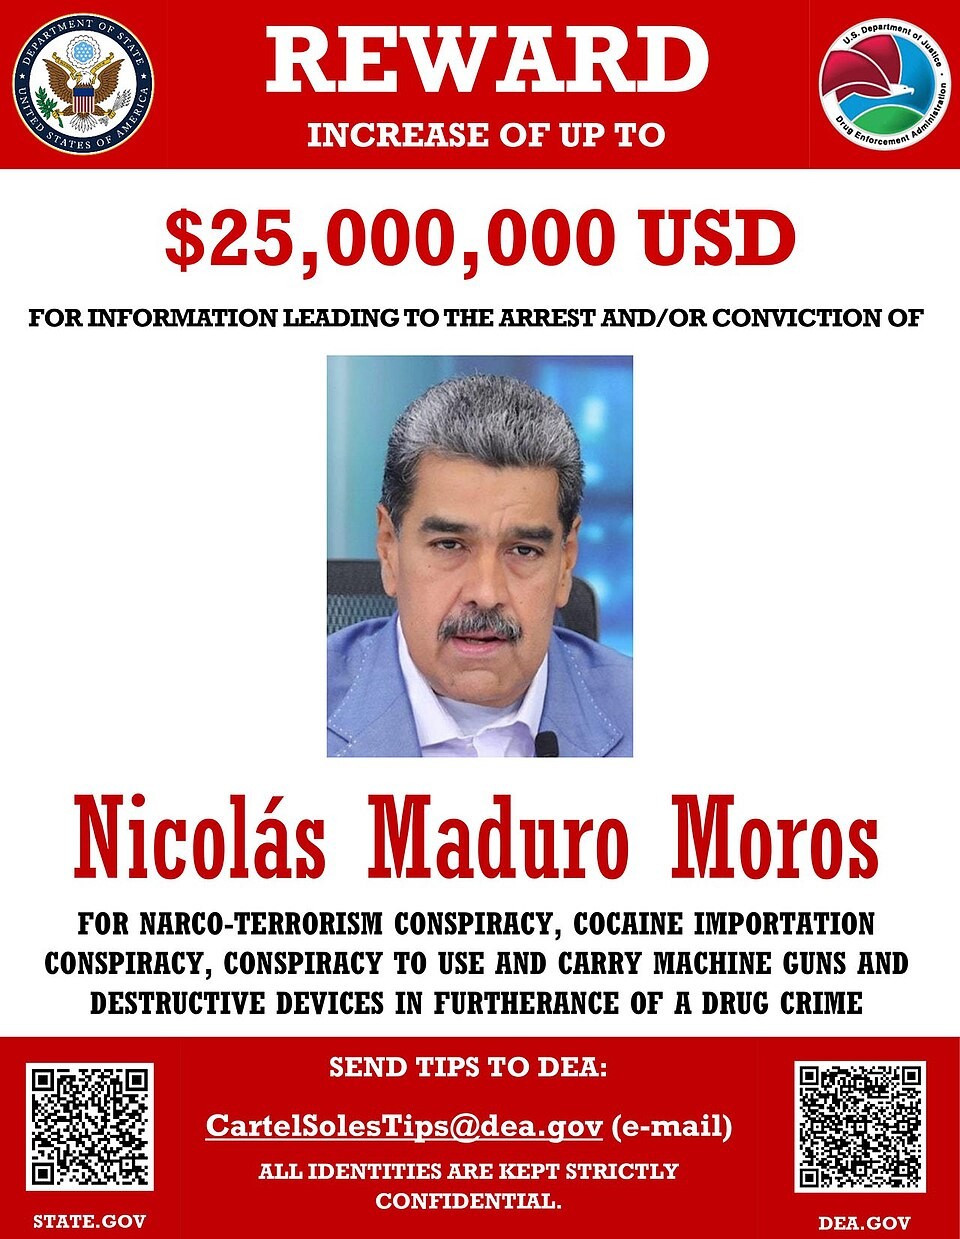 DEPARTMENT OF STATE
UNITED STATES OF AMERICA
REWARD
INCREASE OF UP TO
U.S. Department of Justice
Drug Enforcement Administration
$25,000,000 USD
FOR INFORMATION LEADING TO THE ARREST AND/OR CONVICTION OF
Nicolás Maduro Moros
FOR NARCO-TERRORISM CONSPIRACY, COCAINE IMPORTATION
CONSPIRACY, CONSPIRACY TO USE AND CARRY MACHINE GUNS AND
DESTRUCTIVE DEVICES IN FURTHERANCE OF A DRUG CRIME
SEND TIPS TO DEA:
CartelSolesTips@dea.gov (e-mail)
ALL IDENTITIES ARE KEPT STRICTLY
CONFIDENTIAL.
STATE.GOV
DEA.GOV